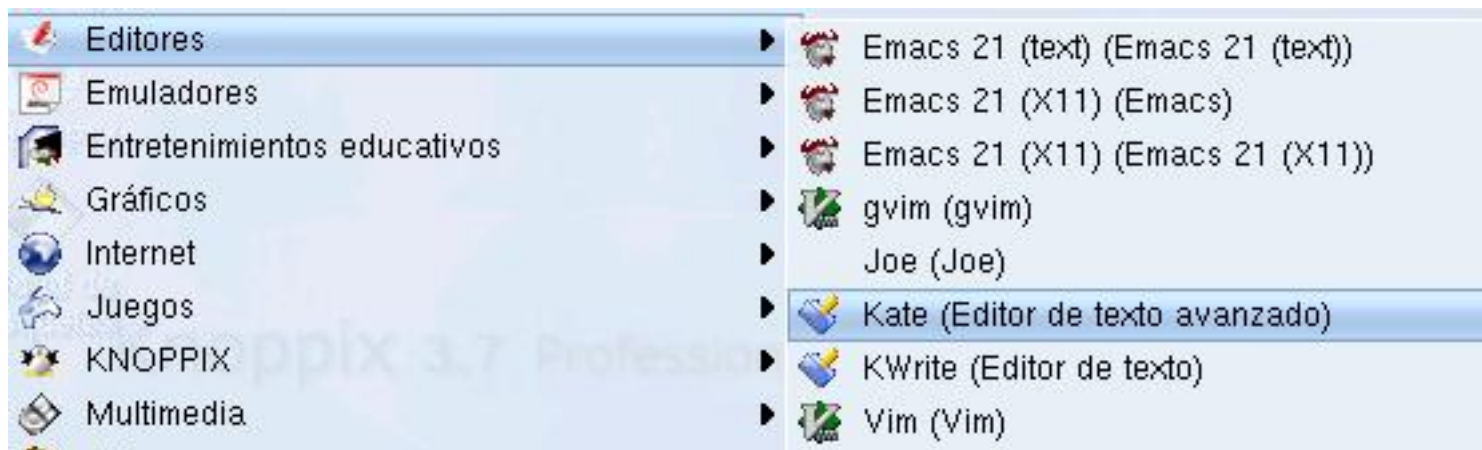 Editores
Emuladores
Entretenimientos educativos
Gráficos
Internet
Juegos
KNOPPIX
Multimedia
Emacs 21 (text) (Emacs 21 (text))
Emacs 21 (X11) (Emacs)
Emacs 21 (X11) (Emacs 21 (X11))
gvim (gvim)
Joe (Joe)
Kate (Editor de texto avanzado)
KWrite (Editor de texto)
Vim (Vim)
3.7